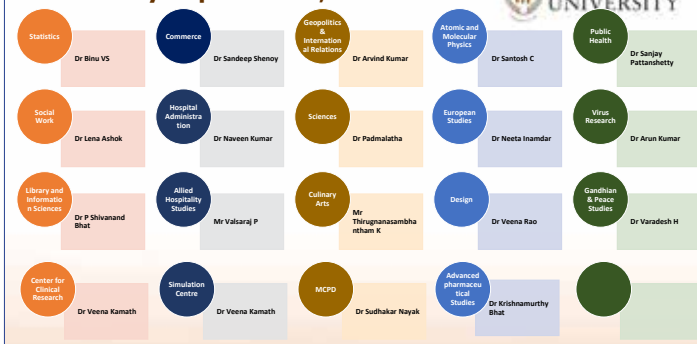 UNIVERSITY
Statistics
Dr Binu VS
Commerce
Dr Sandeep Shenoy
Geopolitics
&
Internation
al Relations
Dr Arvind Kumar
Atomic and
Molecular
Physics
Dr Santosh C
Public
Health
Dr Sanjay
Pattanshetty
Social
Work
Dr Lena Ashok
Hospital
Administra
tion
Dr Naveen Kumar
Sciences
Dr Padmalatha
European
Studies
Dr Neeta Inamdar
Virus
Research
Dr Arun Kumar
Library and
Informatio
n Sciences
Dr P Shivanand
Bhat
Allied
Hospitality
Studies
Mr Valsaraj P
Culinary
Arts
Mr
Thirugnanasambha
ntham K
Design
Dr Veena Rao
Gandhian
& Peace
Studies
Dr Varadesh H
Center for
Clinical
Research
Dr Veena Kamath
Simulation
Centre
Dr Veena Kamath
MCPD
Dr Sudhakar Nayak
Advanced
pharmaceu
tical
Studies
Dr Krishnamurthy
Bhat